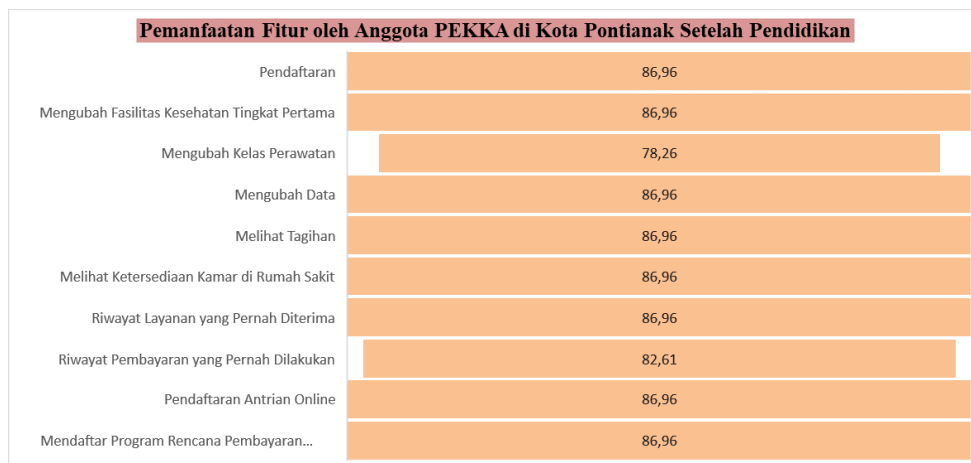 Pemanfaatan Fitur oleh Anggota PEKKA di Kota Pontianak Setelah Pendidikan
Pendaftaran 86,96
Mengubah Fasilitas Kesehatan Tingkat Pertama 86,96
Mengubah Kelas Perawatan 78,26
Mengubah Data 86,96
Melihat Tagihan 86,96
Melihat Ketersediaan Kamar di Rumah Sakit 86,96
Riwayat Layanan yang Pernah Diterima 86,96
Riwayat Pembayaran yang Pernah Dilakukan 82,61
Pendaftaran Antrian Online 86,96
Mendaftar Program Rencana Pembayaran... 86,96